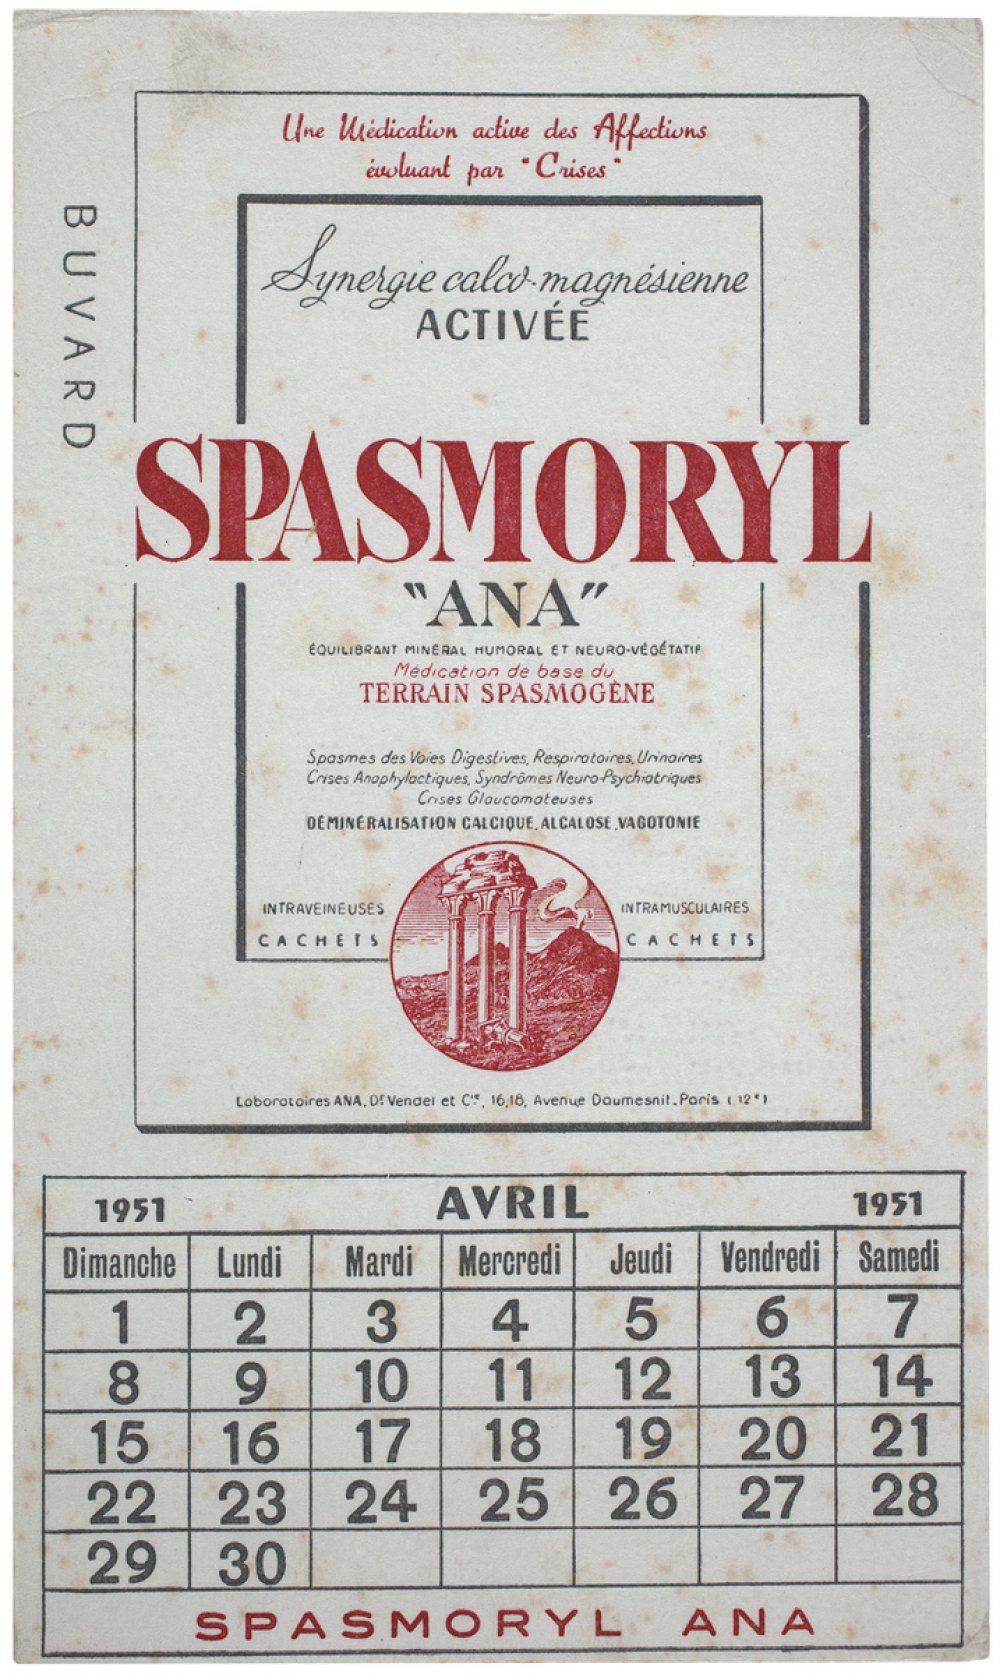 BUVARD
Une Médication active des Affections
évoluant par "Crises"
Synergie calco-magnésienne
ACTIVÉE
SPASMORYL
"ANA"
ÉQUILIBRANT MINÉRAL HUMORAL ET NEURO-VÉGÉTATIF
Médication de base du
TERRAIN SPASMOGÈNE
Spasmes des Voies Digestives, Respiratoires, Urinaires
Crises Anaphylactiques, Syndrômes Neuro-Psychiatriques
Crises Glaucomateuses
DÉMINÉRALISATION CALCIQUE, ALCALOSE, VAGOTONIE
INTRAVEINEUSES INTRAMUSCULAIRES
CACHETS CACHETS
Laboratoires ANA, Dr Vendel et Cie, 16,18, Avenue Daumesnil. Paris (12e)
1951 AVRIL 1951
Dimanche Lundi Mardi Mercredi Jeudi Vendredi Samedi
1 2 3 4 5 6 7
8 9 10 11 12 13 14
15 16 17 18 19 20 21
22 23 24 25 26 27 28
29 30
SPASMORYL ANA